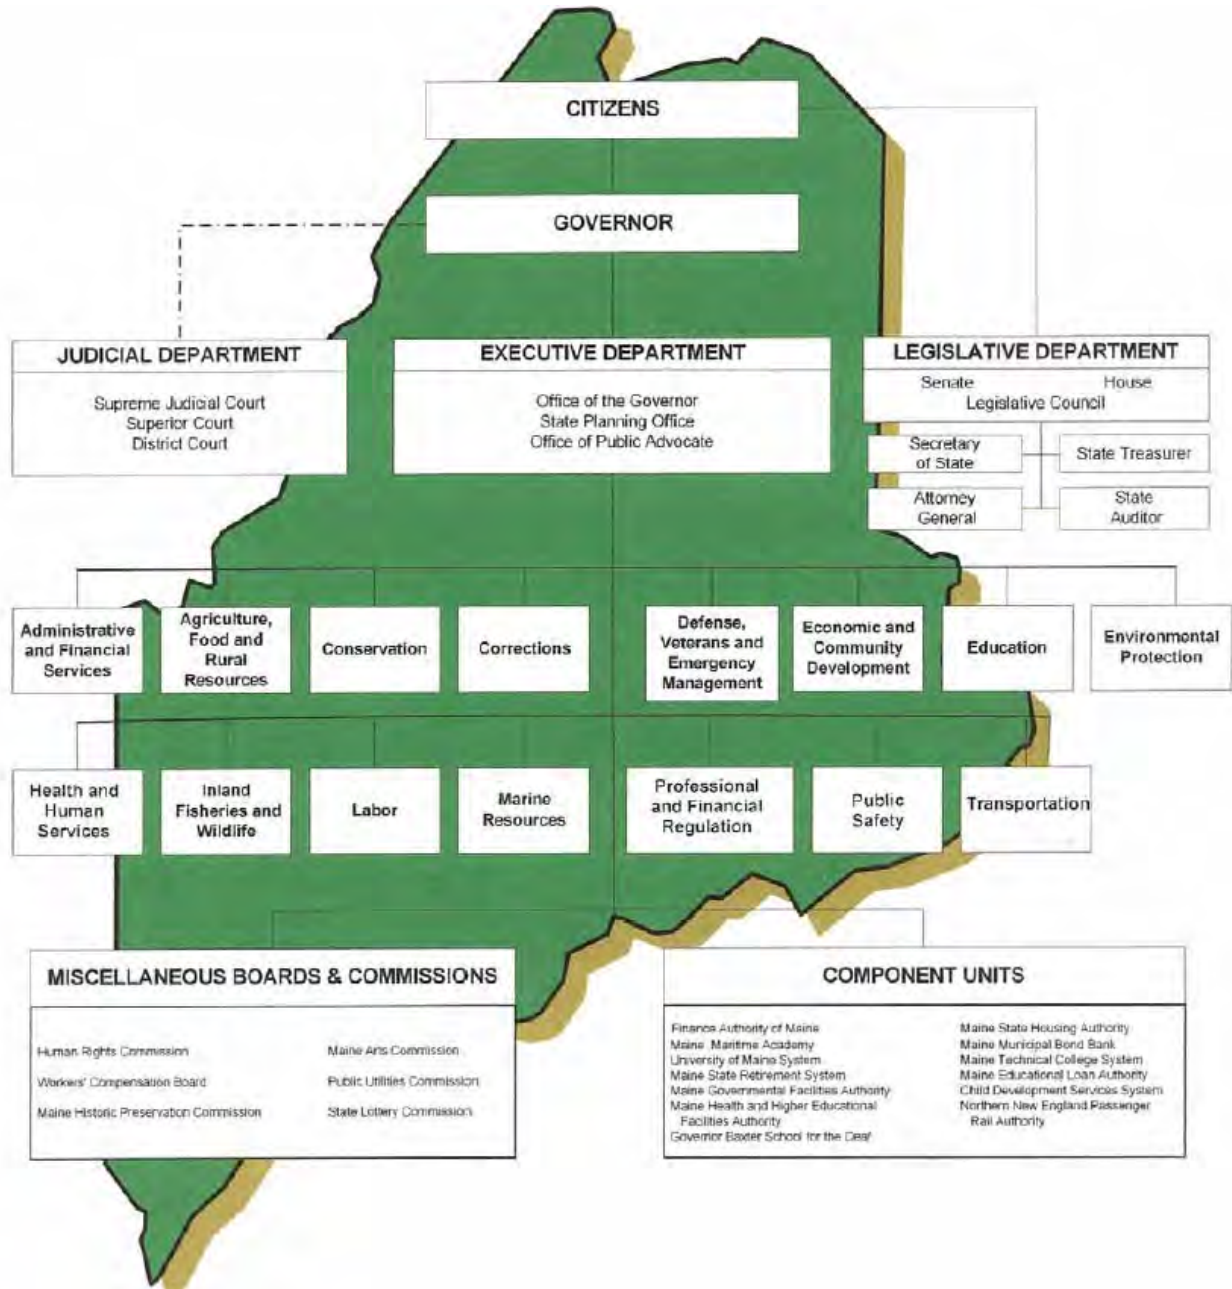 CITIZENS
GOVERNOR
JUDICIAL DEPARTMENT
Supreme Judicial Court
Superior Court
District Court
EXECUTIVE DEPARTMENT
Office of the Governor
State Planning Office
Office of Public Advocate
LEGISLATIVE DEPARTMENT
Senate House
Legislative Council
Secretary
of State
State Treasurer
Attorney
General
State
Auditor
Administrative
and Financial
Services
Agriculture,
Food and
Rural
Resources
Conservation
Corrections
Defense,
Veterans and
Emergency
Management
Economic and
Community
Development
Education
Environmental
Protection
Health and
Human
Services
Inland
Fisheries and
Wildlife
Labor
Marine
Resources
Professional
and Financial
Regulation
Public
Safety
Transportation
MISCELLANEOUS BOARDS & COMMISSIONS
Human Rights Commission
Workers' Compensation Board
Maine Historic Preservation Commission
Maine Arts Commission
Public Utilities Commission
State Lottery Commission
COMPONENT UNITS
Finance Authority of Maine
Maine Maritime Academy
University of Maine System
Maine State Retirement System
Maine Governmental Facilities Authority
Maine Health and Higher Educational
Facilities Authority
Governor Baxter School for the Deaf
Maine State Housing Authority
Maine Municipal Bond Bank
Maine Technical College System
Maine Educational Loan Authority
Child Development Services System
Northern New England Passenger
Rail Authority